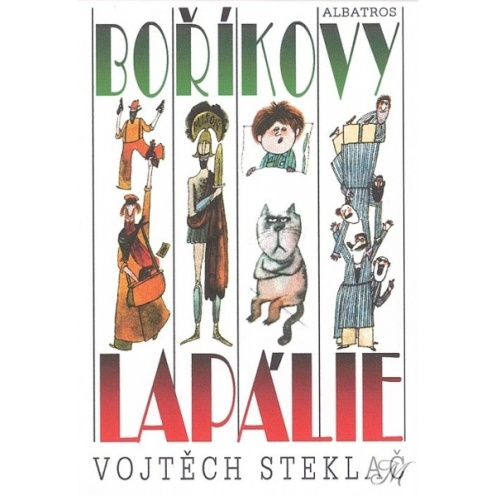 ALBATROS
BOŘÍKOVY
LAPÁLIE
VOJTĚCH STEKLAČ